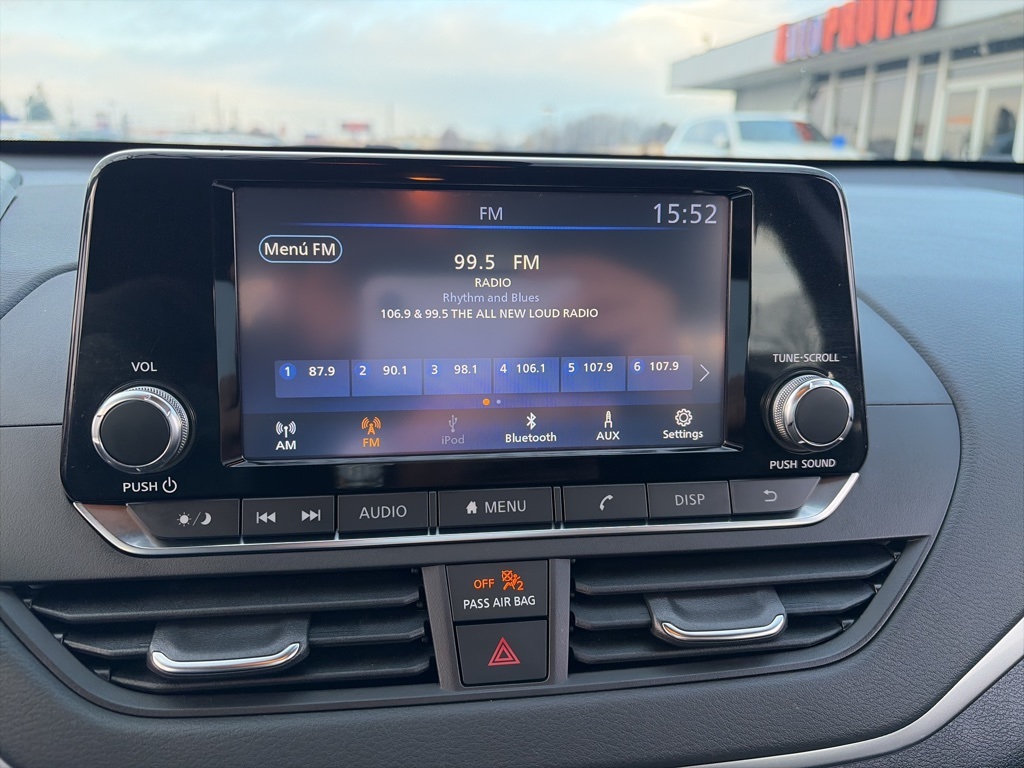 PROVED
FM 15:52
Menú FM
99.5 FM
RADIO
Rhythm and Blues
106.9 & 99.5 THE ALL NEW LOUD RADIO
1 87.9 2 90.1 3 98.1 4 106.1 5 107.9 6 107.9
AM FM iPod Bluetooth AUX Settings
VOL
PUSH
TUNE-SCROLL
PUSH SOUND
AUDIO MENU DISP
OFF 2
PASS AIR BAG